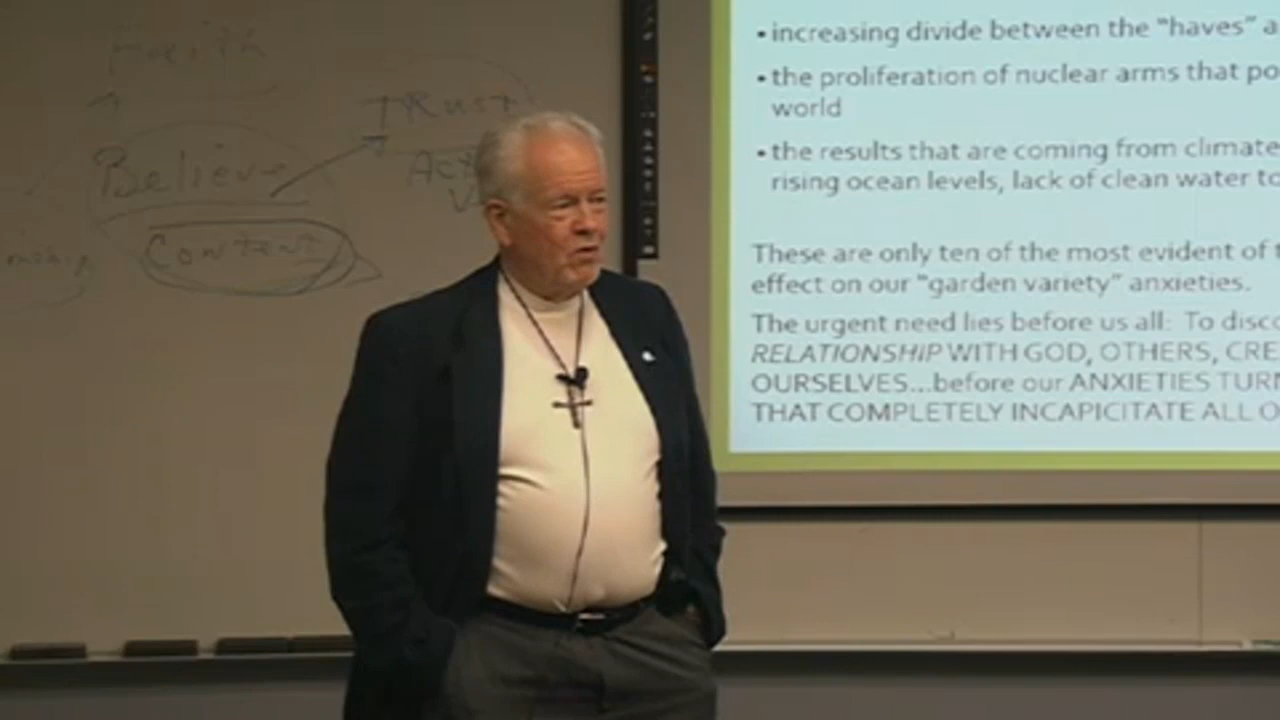 Faith
TRUST
Believe
Content
• increasing divide between the "haves" a
• the proliferation of nuclear arms that po
world
• the results that are coming from climate
rising ocean levels, lack of clean water to
These are only ten of the most evident of t
effect on our "garden variety" anxieties.
The urgent need lies before us all: To disco
RELATIONSHIP WITH GOD, OTHERS, CRE
OURSELVES...before our ANXIETIES TURN
THAT COMPLETELY INCAPICITATE ALL O